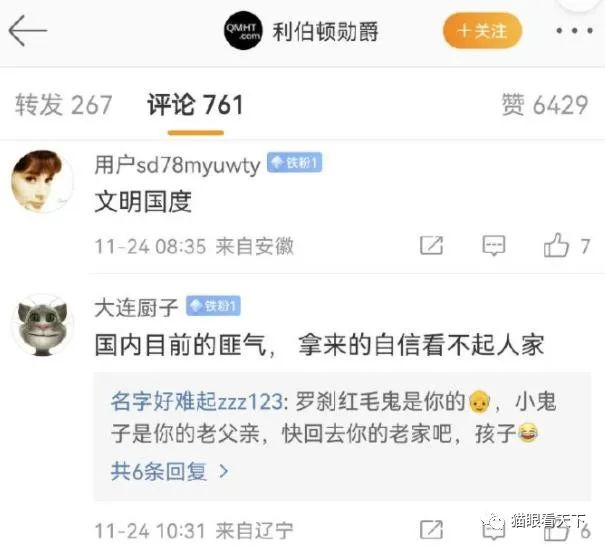 QMHT
.com
利伯顿勋爵
+关注
转发 267
评论 761
赞 6429
用户sd78myuwty
铁粉1
文明国度
11-24 08:35 来自安徽
7
大连厨子
铁粉1
国内目前的匪气， 拿来的自信看不起人家
名字好难起zzz123: 罗刹红毛鬼是你的👴，小鬼
子是你的老父亲，快回去你的老家吧，孩子😂
共6条回复 >
11-24 10:31 来自辽宁
6
猫眼看天下